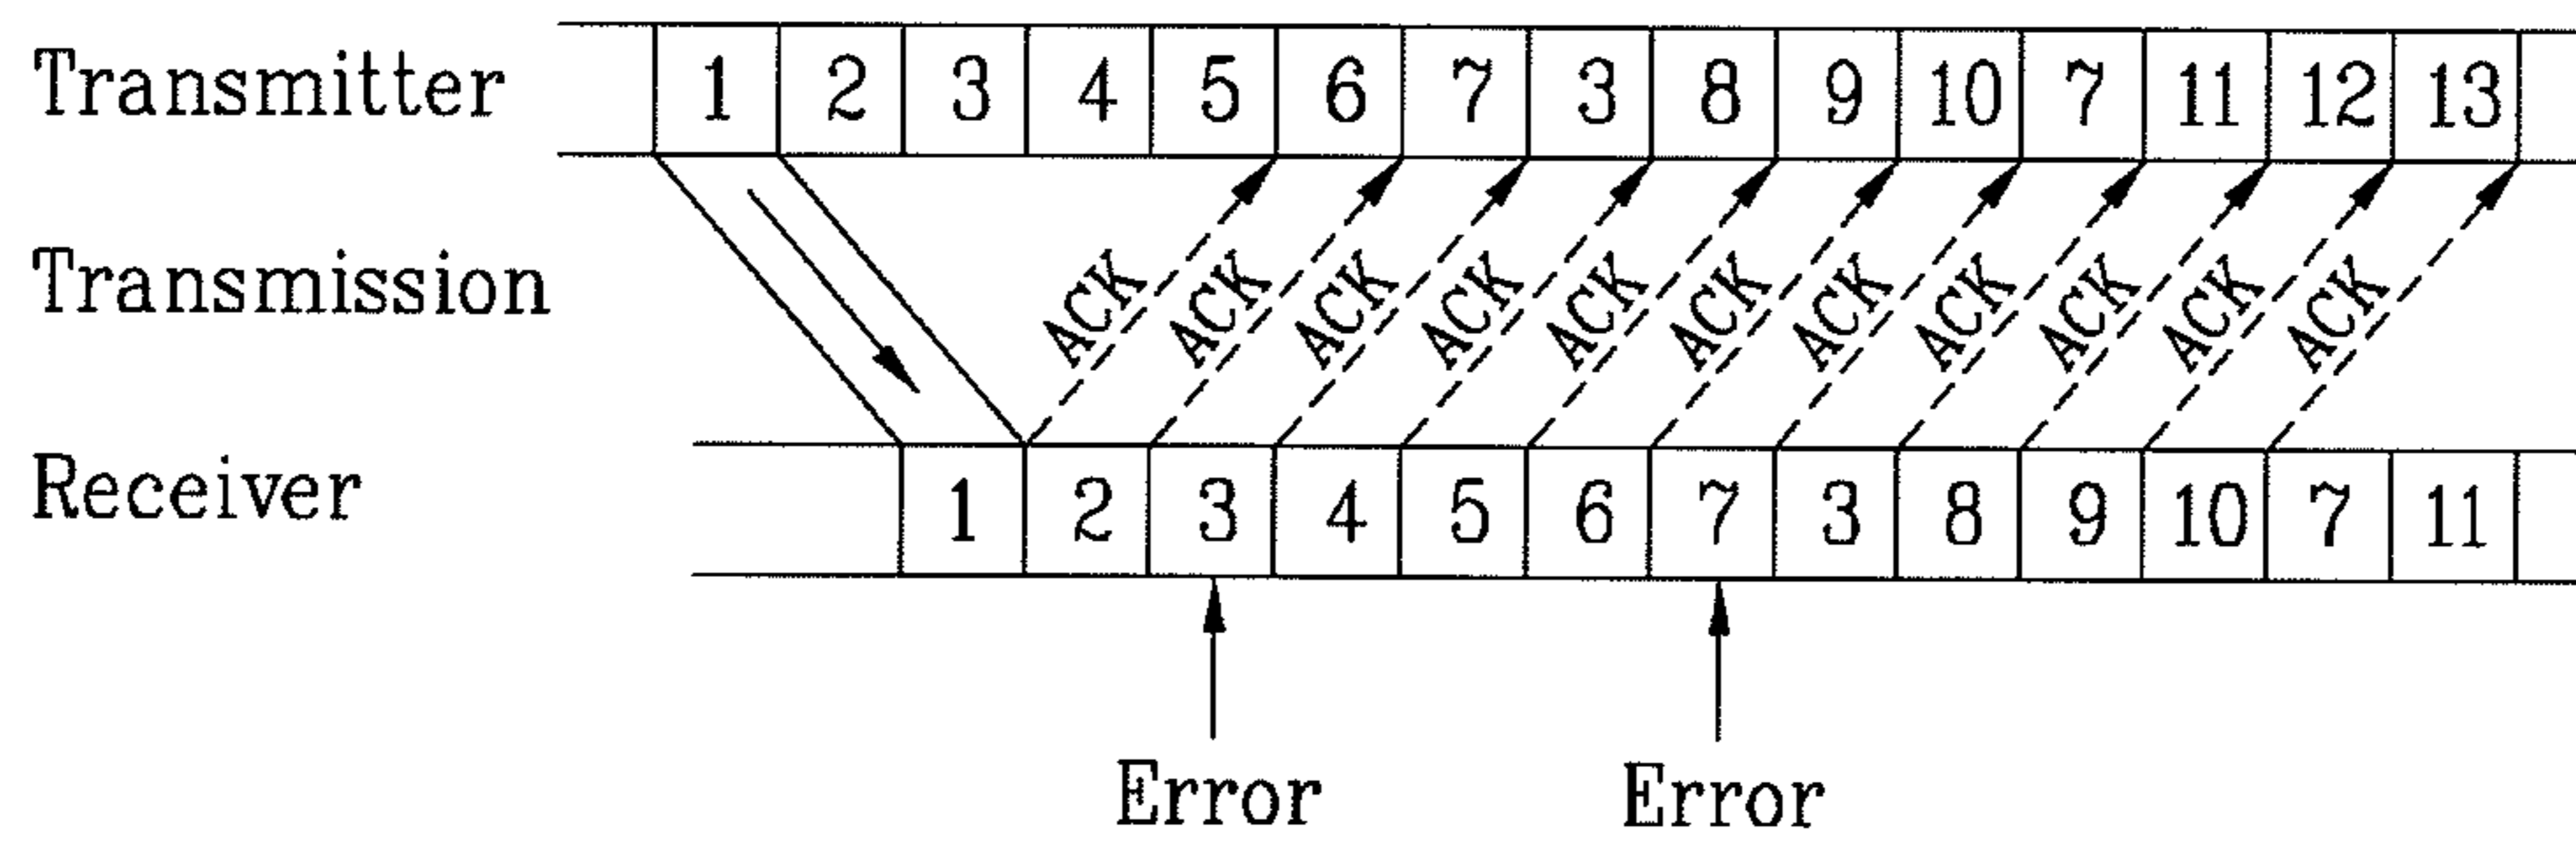 Transmitter 1 2 3 4 5 6 7 3 8 9 10 7 11 12 13
Transmission ACK ACK ACK ACK ACK ACK ACK ACK ACK ACK ACK
Receiver 1 2 3 4 5 6 7 3 8 9 10 7 11
Error Error